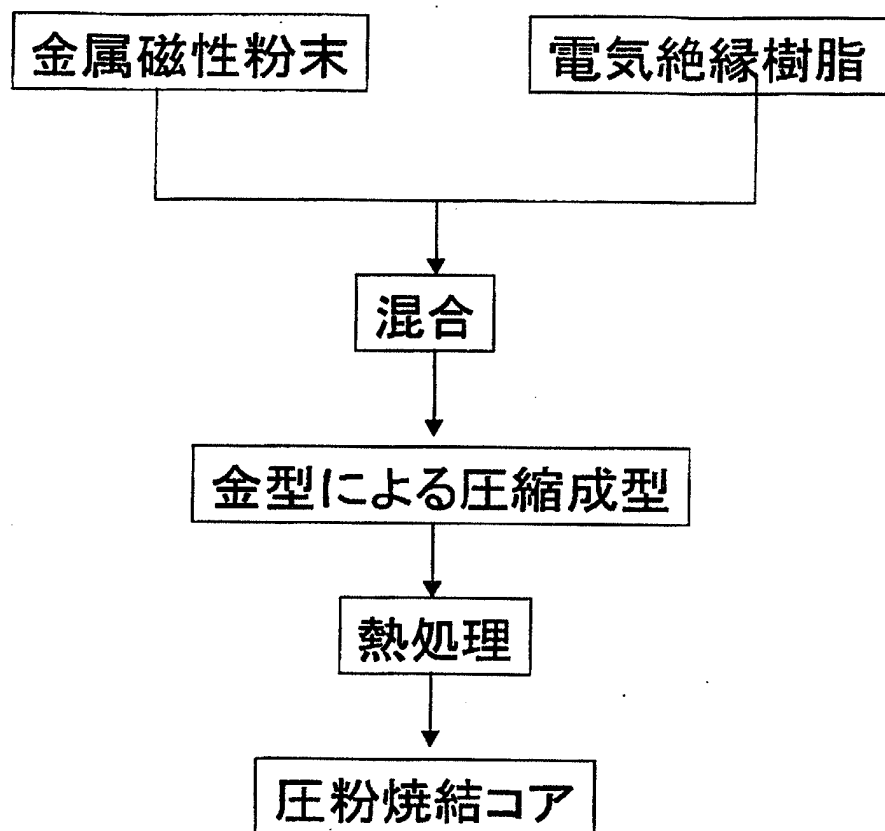 金属磁性粉末
電気絶縁樹脂
混合
金型による圧縮成型
熱処理
圧粉焼結コア